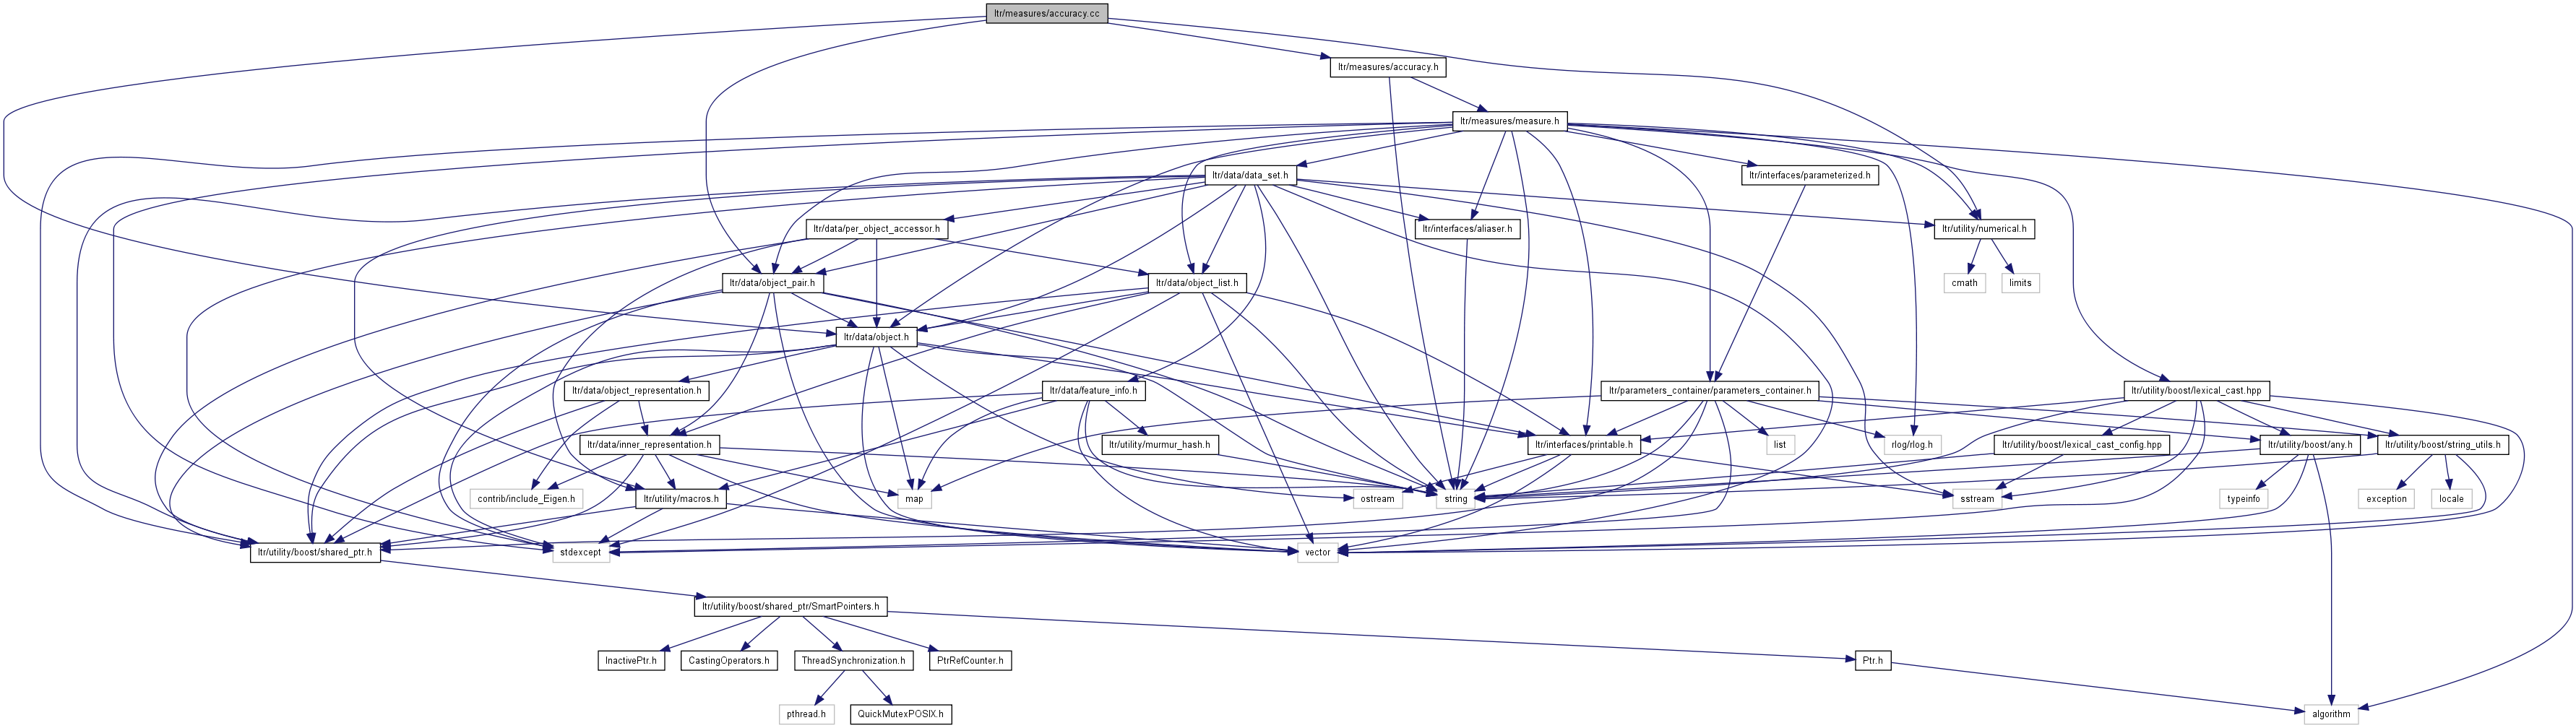 ltr/measures/accuracy.cc
ltr/measures/accuracy.h
ltr/measures/measure.h
ltr/data/data_set.h
ltr/interfaces/parameterized.h
ltr/data/per_object_accessor.h
ltr/interfaces/aliaser.h
ltr/utility/numerical.h
ltr/data/object_pair.h
ltr/data/object_list.h
cmath
limits
ltr/data/object.h
ltr/data/object_representation.h
ltr/data/feature_info.h
ltr/parameters_container/parameters_container.h
ltr/utility/boost/lexical_cast.hpp
ltr/data/inner_representation.h
ltr/utility/murmur_hash.h
ltr/interfaces/printable.h
list
rlog/rlog.h
ltr/utility/boost/lexical_cast_config.hpp
ltr/utility/boost/any.h
ltr/utility/boost/string_utils.h
contrib/include_Eigen.h
ltr/utility/macros.h
map
ostream
string
sstream
typeinfo
exception
locale
ltr/utility/boost/shared_ptr.h
stdexcept
vector
ltr/utility/boost/shared_ptr/SmartPointers.h
InactivePtr.h
CastingOperators.h
ThreadSynchronization.h
PtrRefCounter.h
Ptr.h
pthread.h
QuickMutexPOSIX.h
algorithm